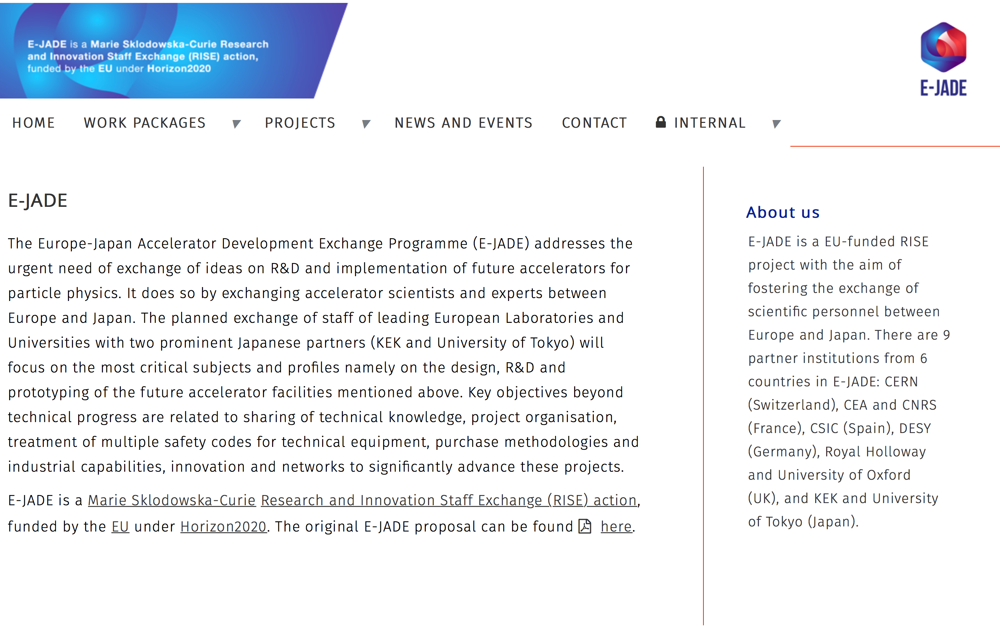 E-JADE is a Marie Sklodowska-Curie Research
and Innovation Staff Exchange (RISE) action,
funded by the EU under Horizon2020
E-JADE
HOME WORK PACKAGES PROJECTS NEWS AND EVENTS CONTACT INTERNAL
E-JADE
The Europe-Japan Accelerator Development Exchange Programme (E-JADE) addresses the
urgent need of exchange of ideas on R&D and implementation of future accelerators for
particle physics. It does so by exchanging accelerator scientists and experts between
Europe and Japan. The planned exchange of staff of leading European Laboratories and
Universities with two prominent Japanese partners (KEK and University of Tokyo) will
focus on the most critical subjects and profiles namely on the design, R&D and
prototyping of the future accelerator facilities mentioned above. Key objectives beyond
technical progress are related to sharing of technical knowledge, project organisation,
treatment of multiple safety codes for technical equipment, purchase methodologies and
industrial capabilities, innovation and networks to significantly advance these projects.
E-JADE is a Marie Sklodowska-Curie Research and Innovation Staff Exchange (RISE) action,
funded by the EU under Horizon2020. The original E-JADE proposal can be found here.
About us
E-JADE is a EU-funded RISE
project with the aim of
fostering the exchange of
scientific personnel between
Europe and Japan. There are 9
partner institutions from 6
countries in E-JADE: CERN
(Switzerland), CEA and CNRS
(France), CSIC (Spain), DESY
(Germany), Royal Holloway
and University of Oxford
(UK), and KEK and University
of Tokyo (Japan).